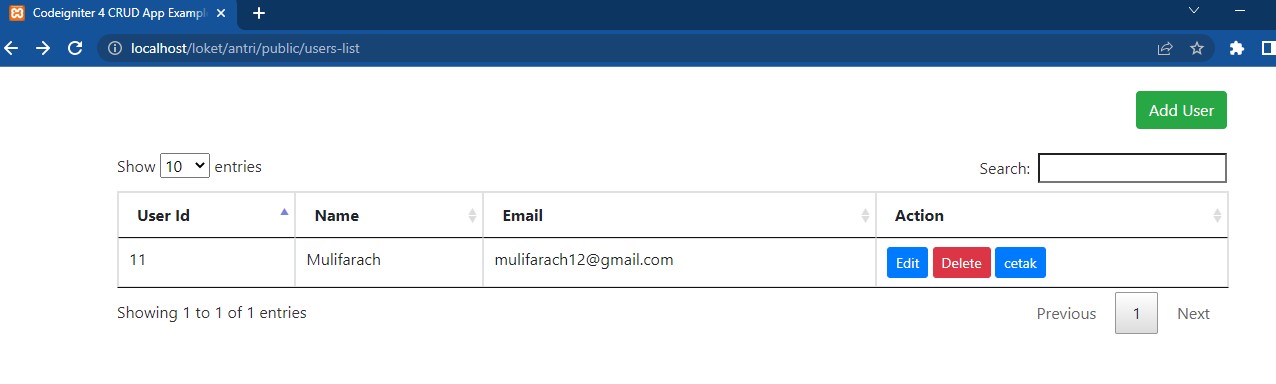 Codeigniter 4 CRUD App Exampl
localhost/loket/antri/public/users-list
Add User
Show 10 entries
Search:
User Id Name Email Action
11 Mulifarach mulifarach12@gmail.com Edit Delete cetak
Showing 1 to 1 of 1 entries
Previous 1 Next